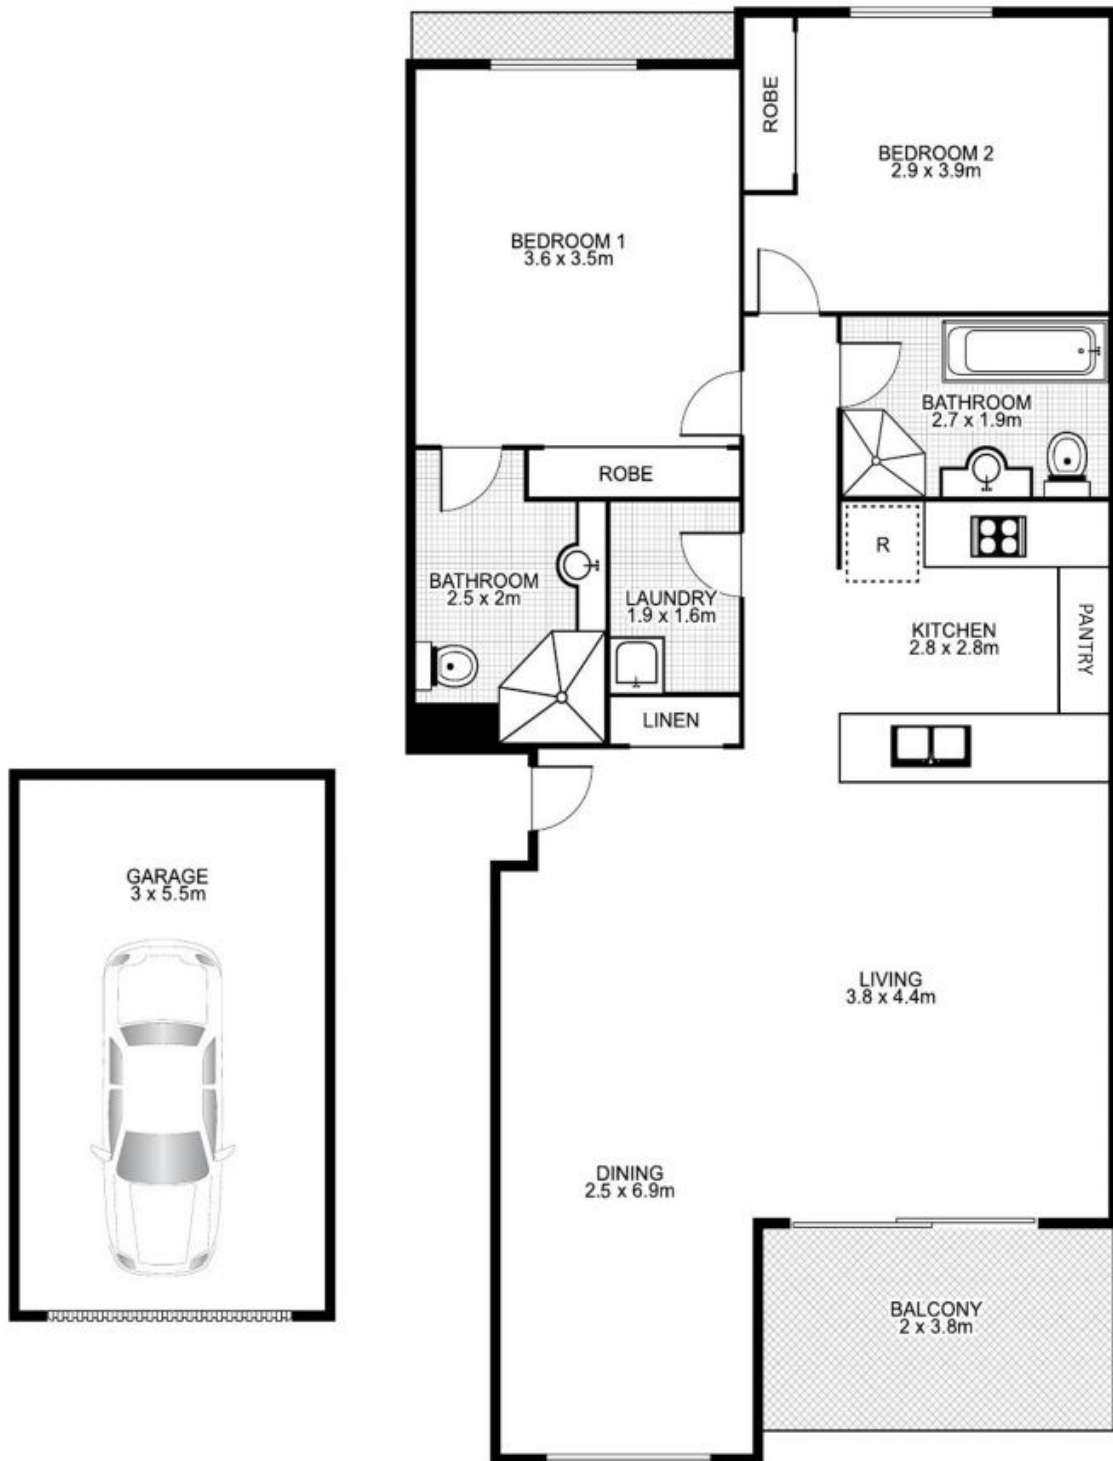 ROBE
BEDROOM 2
2.9 x 3.9m
BEDROOM 1
3.6 x 3.5m
BATHROOM
2.7 x 1.9m
ROBE
R
BATHROOM
2.5 x 2m
LAUNDRY
1.9 x 1.6m
KITCHEN
2.8 x 2.8m
PANTRY
LINEN
GARAGE
3 x 5.5m
LIVING
3.8 x 4.4m
DINING
2.5 x 6.9m
BALCONY
2 x 3.8m